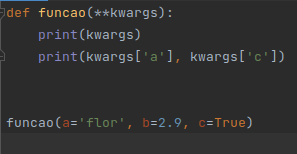 def funcao(**kwargs):
    print(kwargs)
    print(kwargs['a'], kwargs['c'])
funcao(a='flor', b=2.9, c=True)